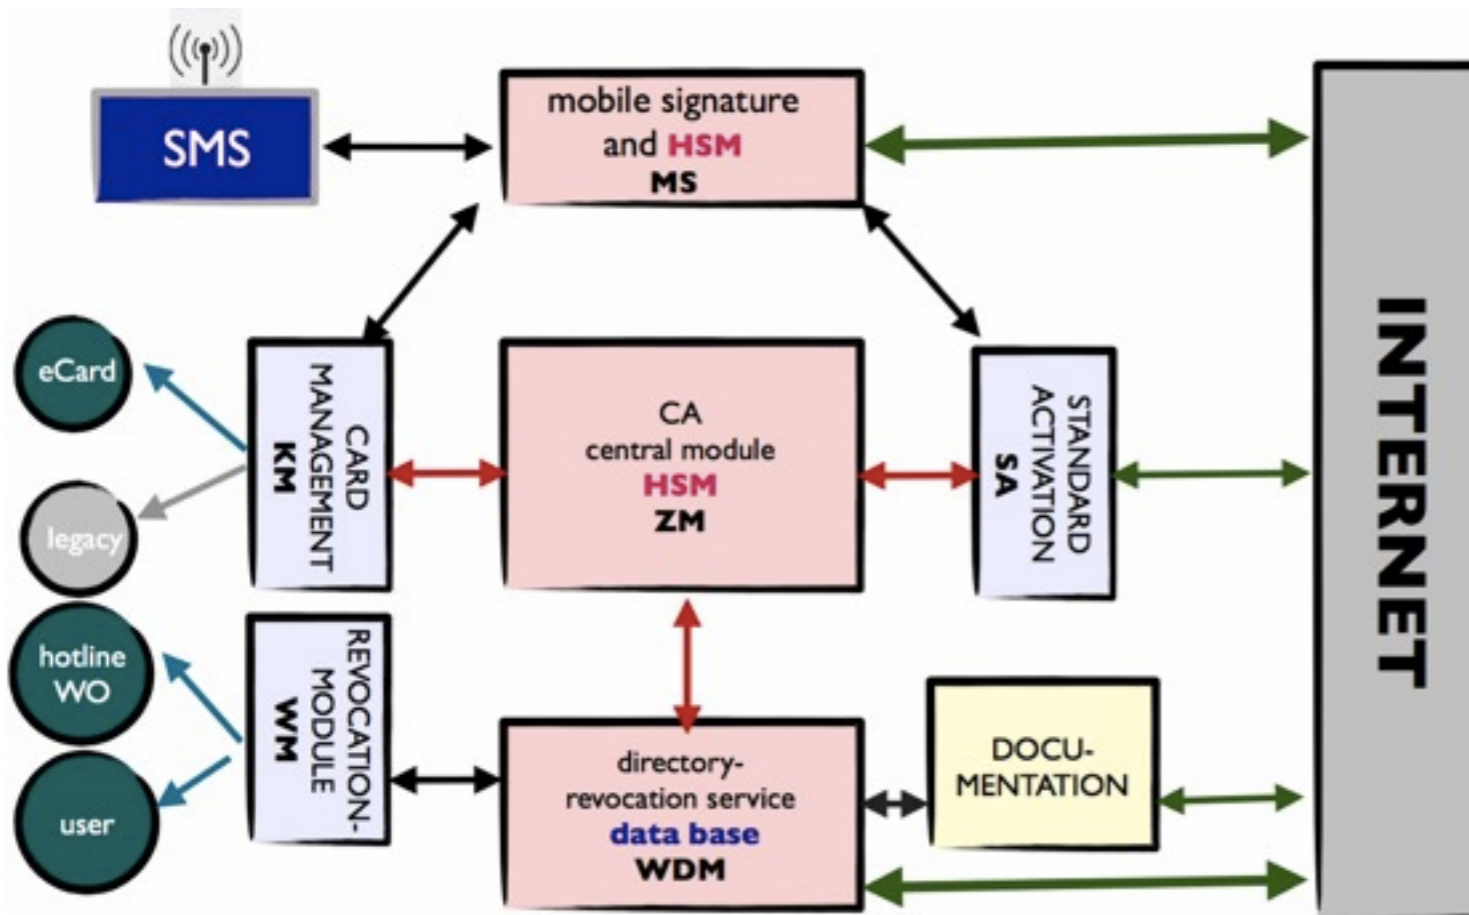 SMS
mobile signature
and HSM
MS
eCard
legacy
CARD
MANAGEMENT
KM
CA
central module
HSM
ZM
STANDARD
ACTIVATION
SA
INTERNET
hotline
WO
user
REVOCATION-
MODULE
WM
directory-
revocation service
data base
WDM
DOCU-
MENTATION